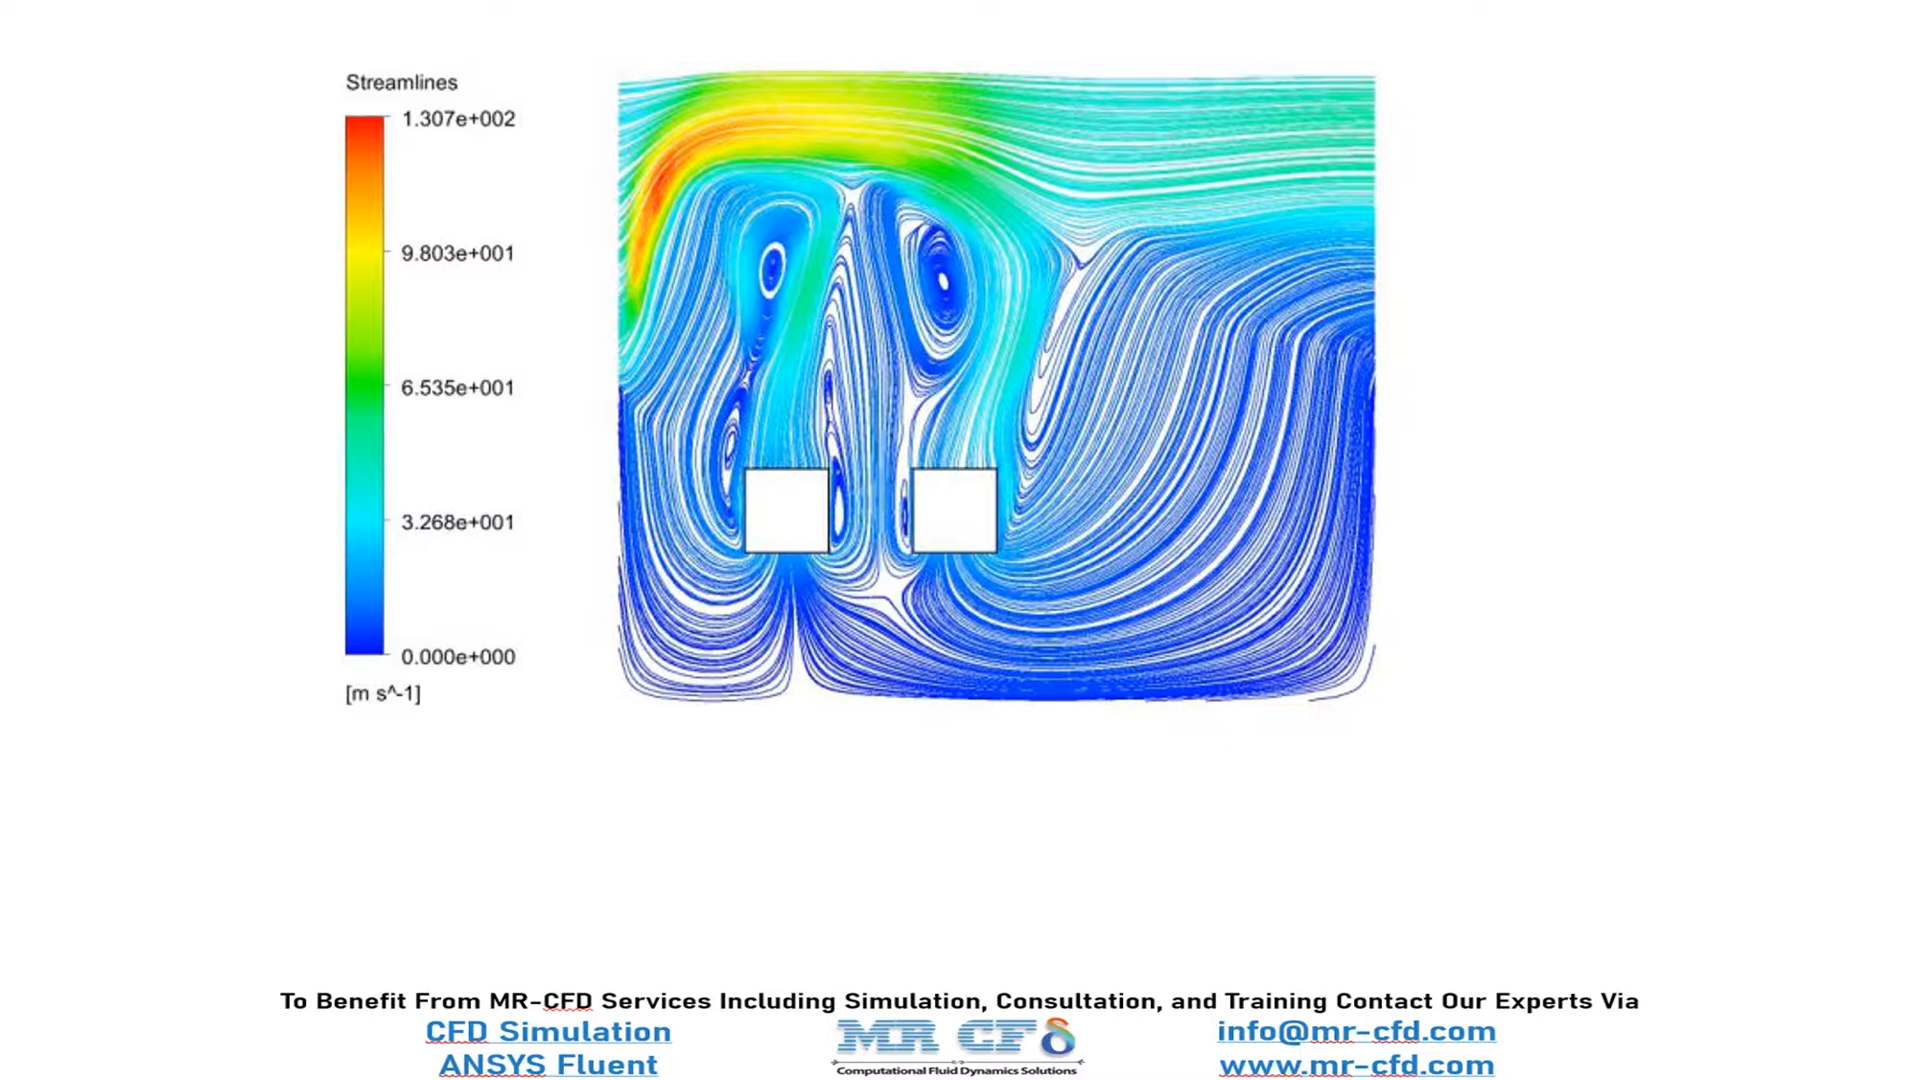 Streamlines
1.307e+002
9.803e+001
6.535e+001
3.268e+001
0.000e+000
[m s^-1]
To Benefit From MR-CFD Services Including Simulation, Consultation, and Training Contact Our Experts Via
CFD Simulation
ANSYS Fluent
MR CFD
Computational Fluid Dynamics Solutions
info@mr-cfd.com
www.mr-cfd.com